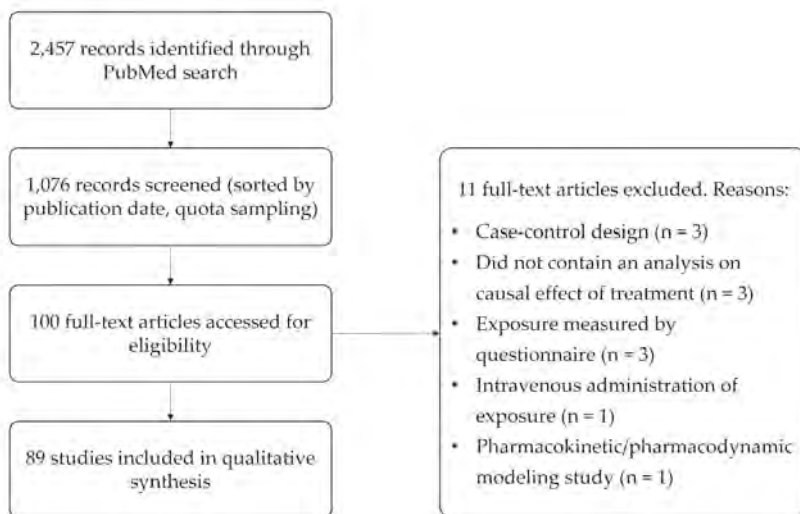 2,457 records identified through
PubMed search
1,076 records screened (sorted by
publication date, quota sampling)
100 full-text articles accessed for
eligibility
89 studies included in qualitative
synthesis
11 full-text articles excluded. Reasons:
• Case-control design (n = 3)
• Did not contain an analysis on
causal effect of treatment (n = 3)
• Exposure measured by
questionnaire (n = 3)
• Intravenous administration of
exposure (n = 1)
• Pharmacokinetic/pharmacodynamic
modeling study (n = 1)